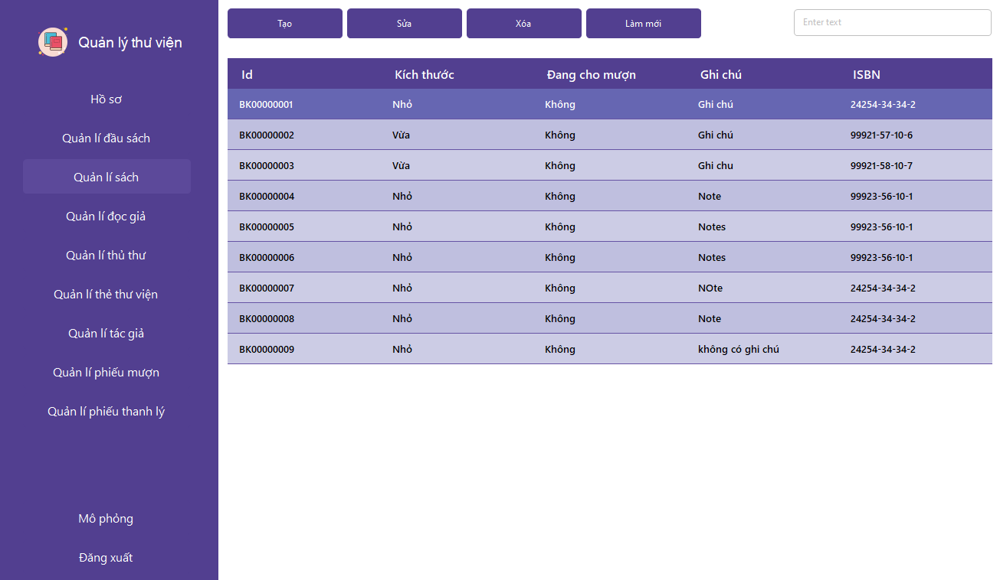 Quản lý thư viện
Hồ sơ
Quản lí đầu sách
Quản lí sách
Quản lí đọc giả
Quản lí thủ thư
Quản lí thẻ thư viện
Quản lí tác giả
Quản lí phiếu mượn
Quản lí phiếu thanh lý
Mô phỏng
Đăng xuất
Tạo Sửa Xóa Làm mới Enter text
Id Kích thước Đang cho mượn Ghi chú ISBN
BK00000001 Nhỏ Không Ghi chú 24254-34-34-2
BK00000002 Vừa Không Ghi chú 99921-57-10-6
BK00000003 Vừa Không Ghi chu 99921-58-10-7
BK00000004 Nhỏ Không Note 99923-56-10-1
BK00000005 Nhỏ Không Notes 99923-56-10-1
BK00000006 Nhỏ Không Notes 99923-56-10-1
BK00000007 Nhỏ Không NOte 24254-34-34-2
BK00000008 Nhỏ Không Note 24254-34-34-2
BK00000009 Nhỏ Không không có ghi chú 24254-34-34-2